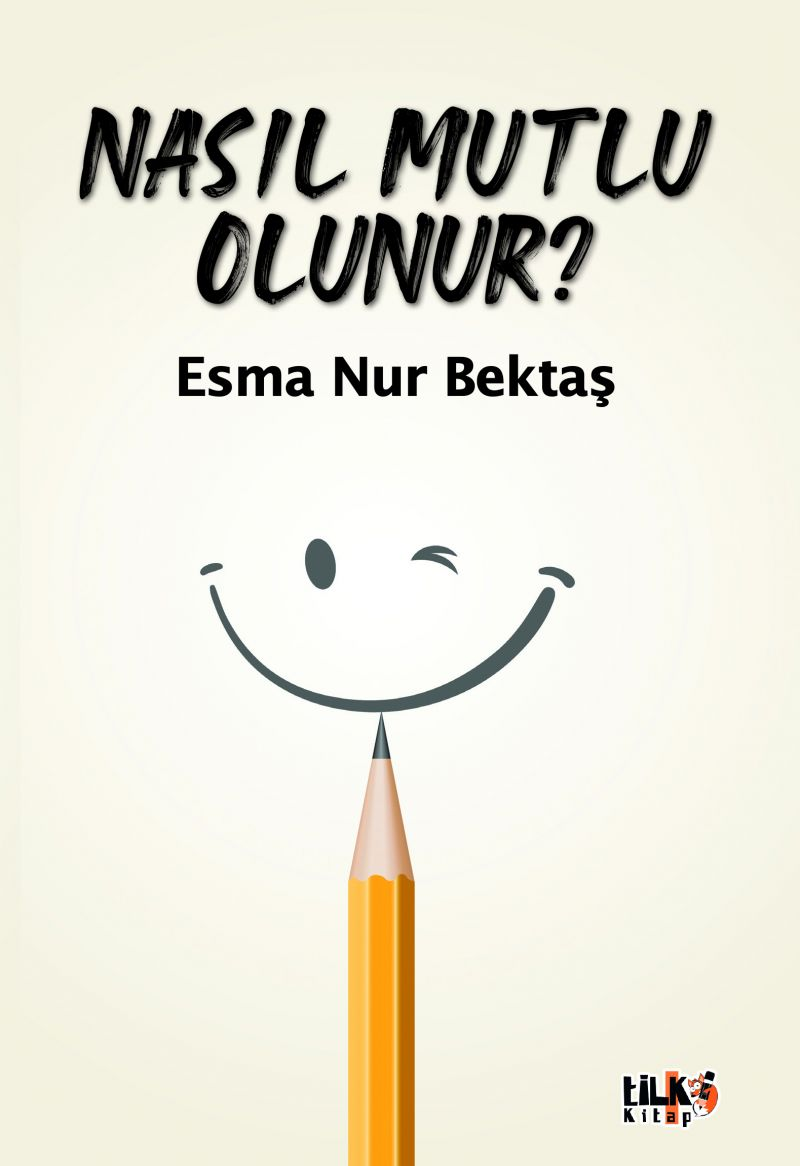 NASIL MUTLU
OLUNUR?
Esma Nur Bektaş
tiLKi
Kitap